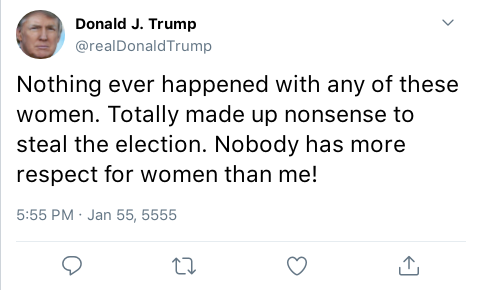 Donald J. Trump
@realDonaldTrump
Nothing ever happened with any of these
women. Totally made up nonsense to
steal the election. Nobody has more
respect for women than me!
5:55 PM · Jan 55, 5555